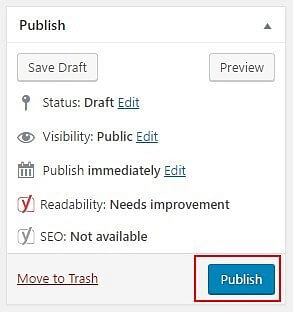 Publish
Save Draft Preview
Status: Draft Edit
Visibility: Public Edit
Publish immediately Edit
Readability: Needs improvement
SEO: Not available
Move to Trash Publish